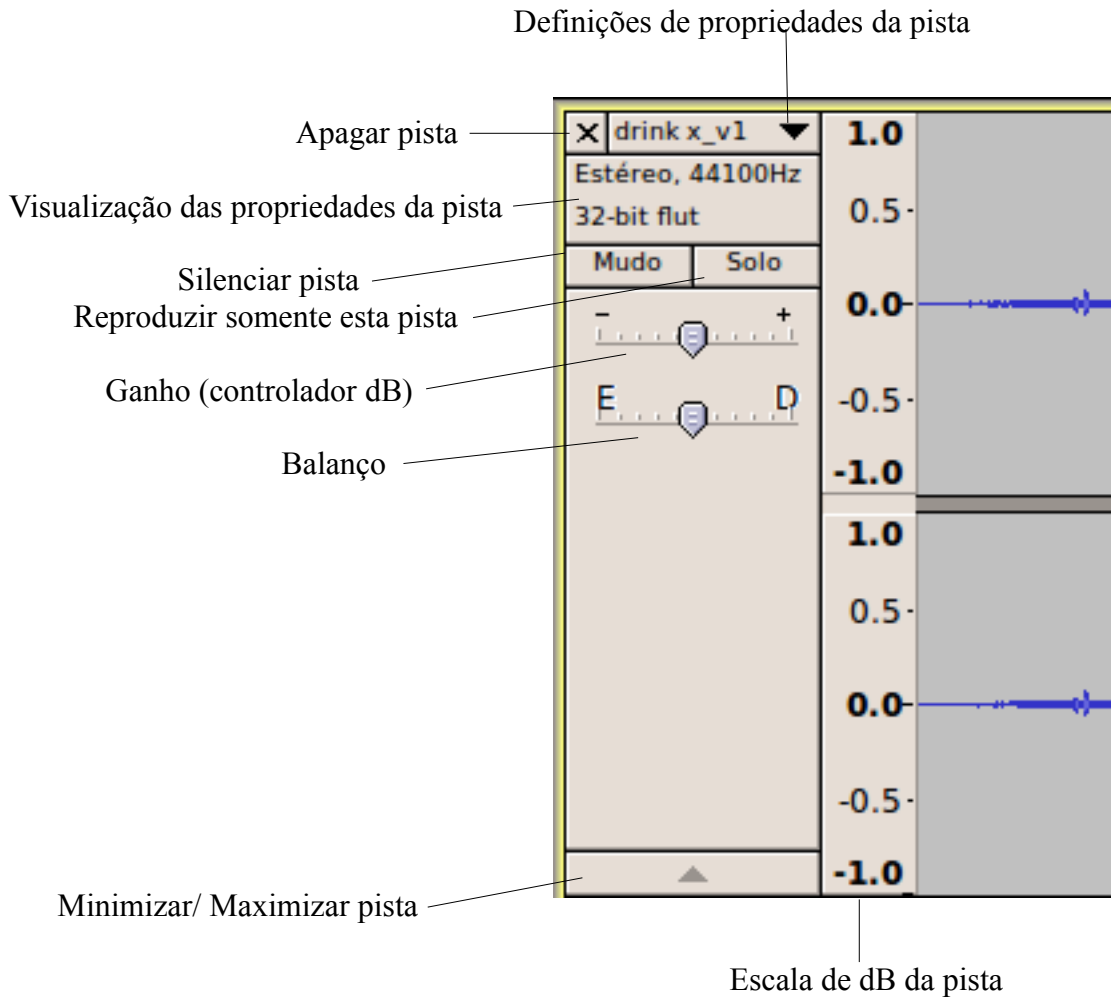 Definições de propriedades da pista
Apagar pista
drink x_v1
Visualização das propriedades da pista
Estéreo, 44100Hz
32-bit flut
Silenciar pista
Mudo
Solo
Reproduzir somente esta pista
- +
Ganho (controlador dB)
E D
Balanço
1.0
0.5
0.0
-0.5
-1.0
1.0
0.5
0.0
-0.5
-1.0
Minimizar/ Maximizar pista
Escala de dB da pista